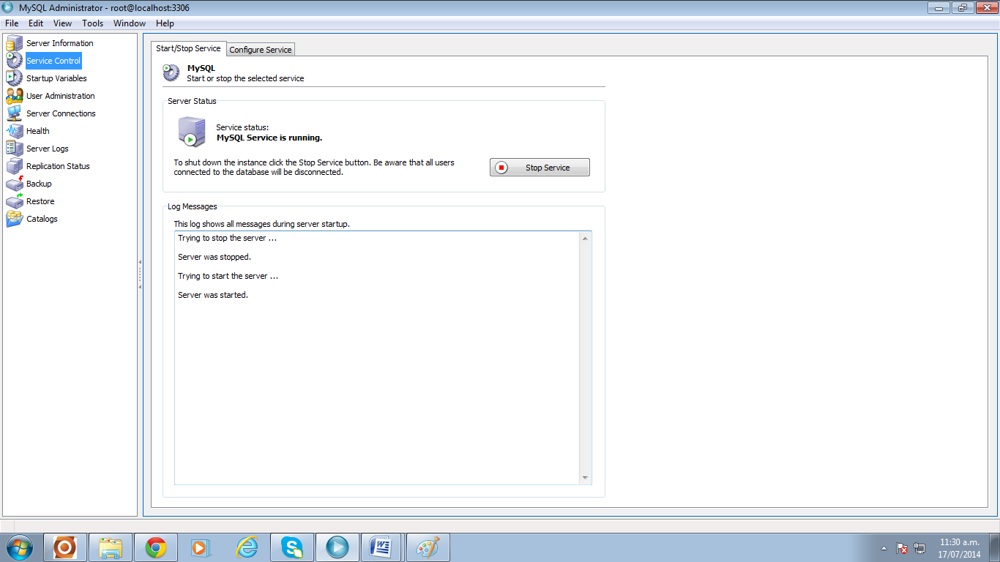 MySQL Administrator - root@localhost:3306
File Edit View Tools Window Help
Server Information
Service Control
Startup Variables
User Administration
Server Connections
Health
Server Logs
Replication Status
Backup
Restore
Catalogs
Start/Stop Service Configure Service
MySQL
Start or stop the selected service
Server Status
Service status:
MySQL Service is running.
To shut down the instance click the Stop Service button. Be aware that all users
connected to the database will be disconnected.
Stop Service
Log Messages
This log shows all messages during server startup.
Trying to stop the server ...
Server was stopped.
Trying to start the server ...
Server was started.
11:30 a.m.
17/07/2014